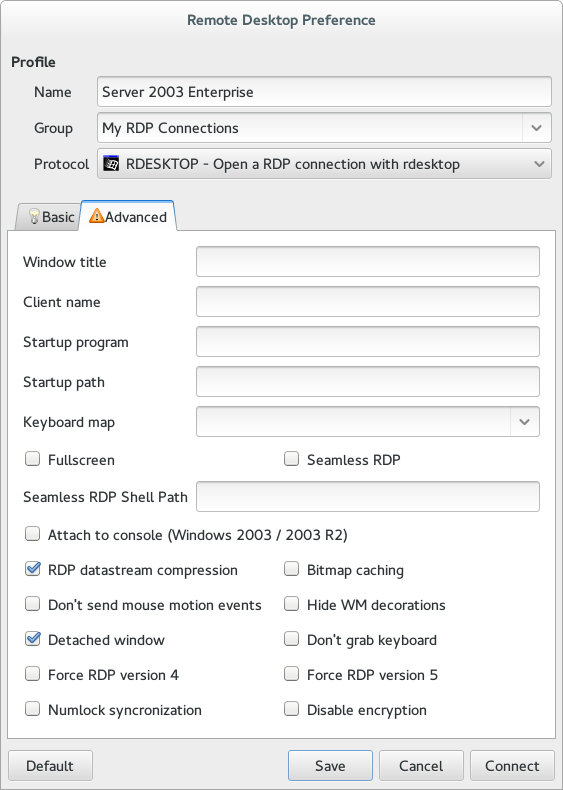 Remote Desktop Preference
Profile
Name Server 2003 Enterprise
Group My RDP Connections
Protocol RDESKTOP - Open a RDP connection with rdesktop
Basic Advanced
Window title
Client name
Startup program
Startup path
Keyboard map
Fullscreen Seamless RDP
Seamless RDP Shell Path
Attach to console (Windows 2003 / 2003 R2)
RDP datastream compression Bitmap caching
Don't send mouse motion events Hide WM decorations
Detached window Don't grab keyboard
Force RDP version 4 Force RDP version 5
Numlock syncronization Disable encryption
Default Save Cancel Connect